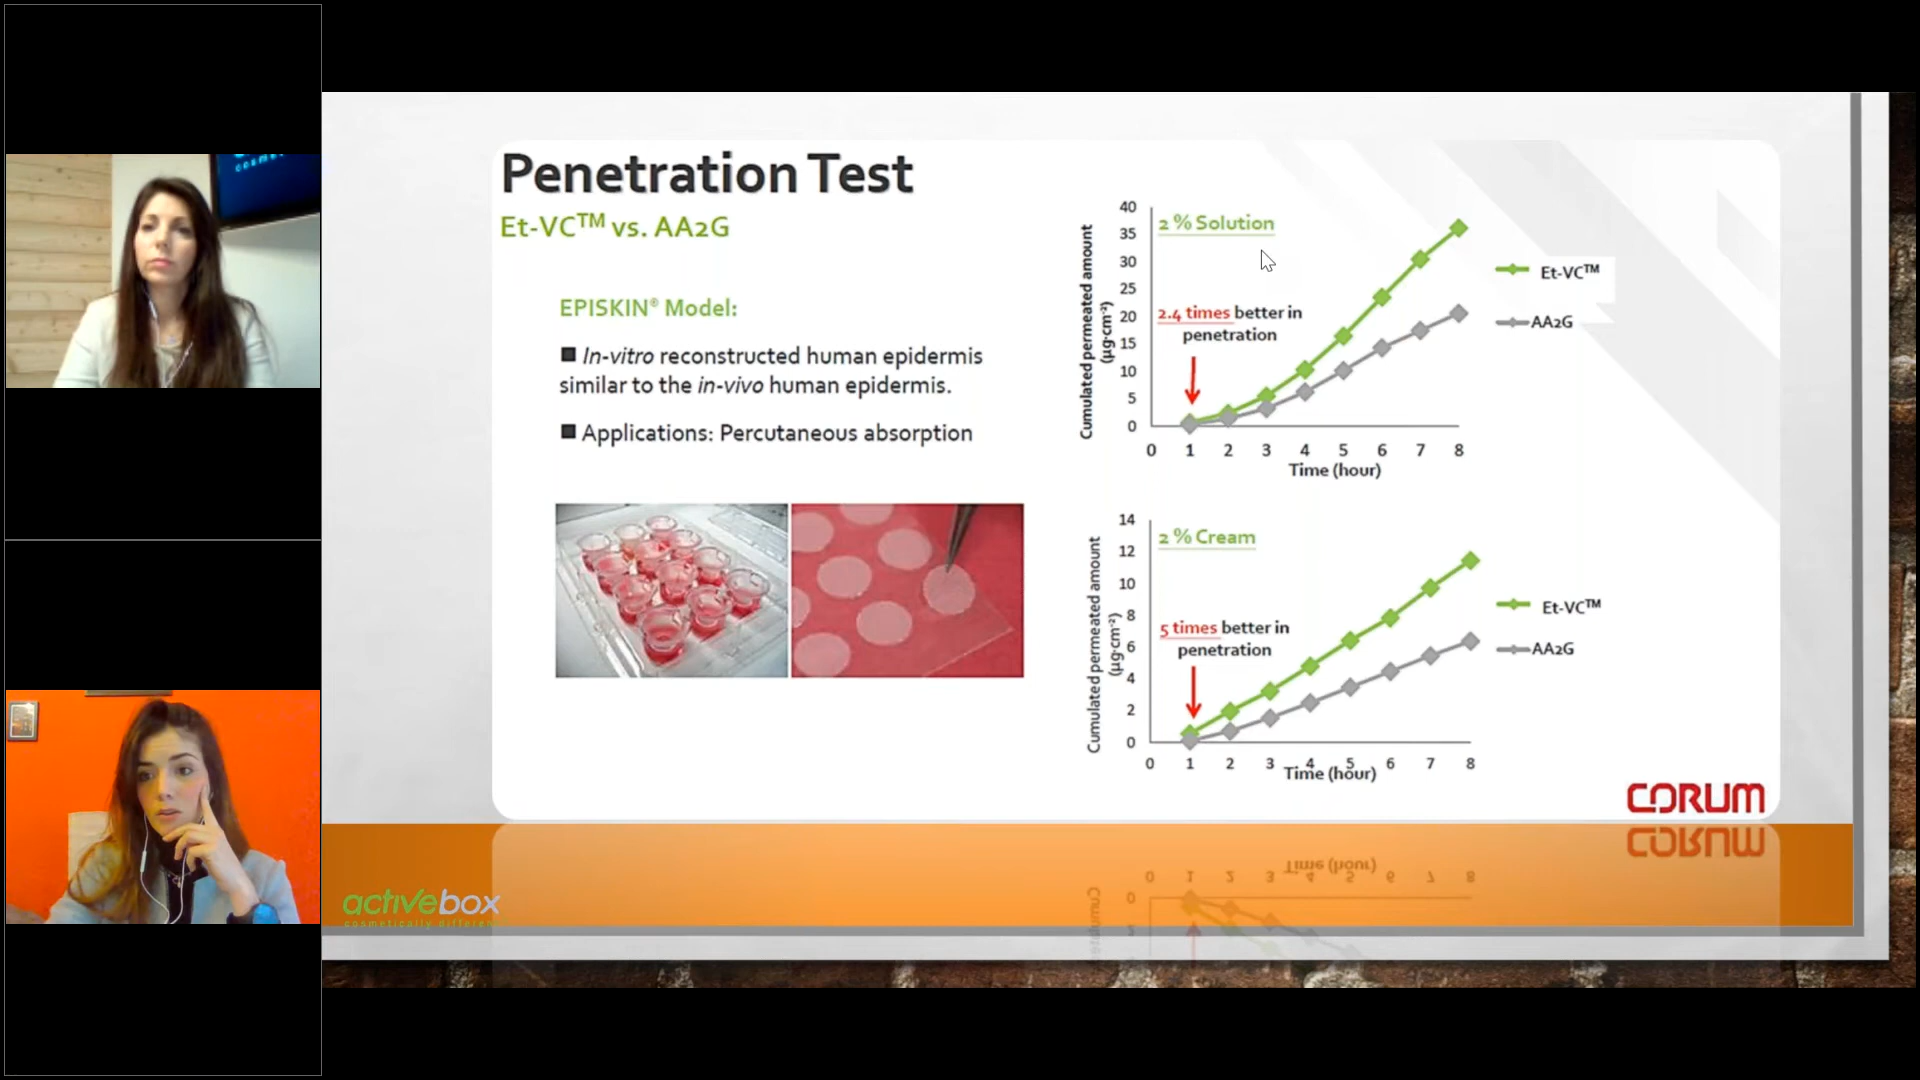 Penetration Test
Et-VC™ vs. AA2G
EPISKIN® Model:
■ In-vitro reconstructed human epidermis
similar to the in-vivo human epidermis.
■ Applications: Percutaneous absorption
2 % Solution
2.4 times better in
penetration
Cumulated permeated amount
(µg·cm⁻²)
40
35
30
25
20
15
10
5
0
0 1 2 3 4 5 6 7 8
Time (hour)
Et-VC™
AA2G
2 % Cream
5 times better in
penetration
Cumulated permeated amount
(µg·cm⁻²)
14
12
10
8
6
4
2
0
0 1 2 3 4 5 6 7 8
Time (hour)
Et-VC™
AA2G
CORUM
activebox